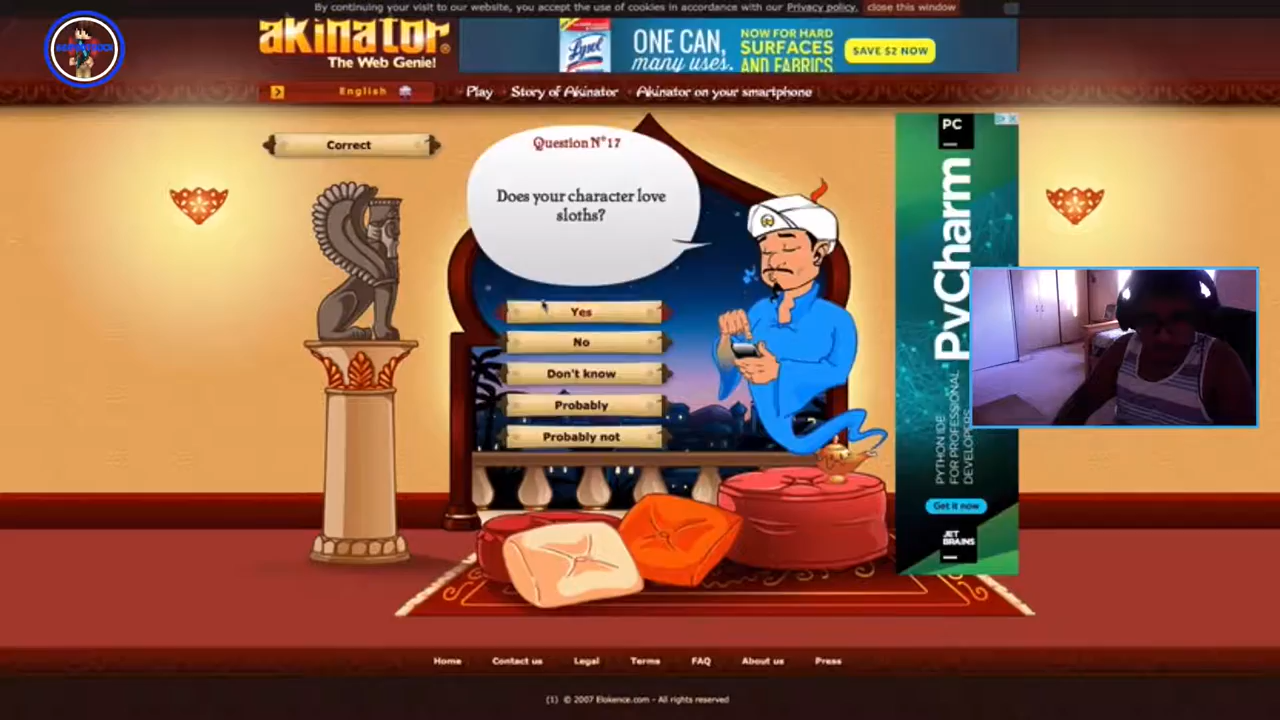 By continuing your visit to our website, you accept the use of cookies in accordance with our Privacy policy. close this window
akinator
The Web Genie!
Lysol
ONE CAN,
many uses.
NOW FOR HARD
SURFACES
AND FABRICS
SAVE $2 NOW
English
Play
Story of Akinator
Akinator on your smartphone
Correct
Question N°17
Does your character love
sloths?
Yes
No
Don't know
Probably
Probably not
PC
PyCharm
PYTHON IDE
FOR PROFESSIONAL
DEVELOPERS
Get it now
JET
BRAINS
Home
Contact us
Legal
Terms
FAQ
About us
Press
(1) © 2007 Elokence.com - All rights reserved